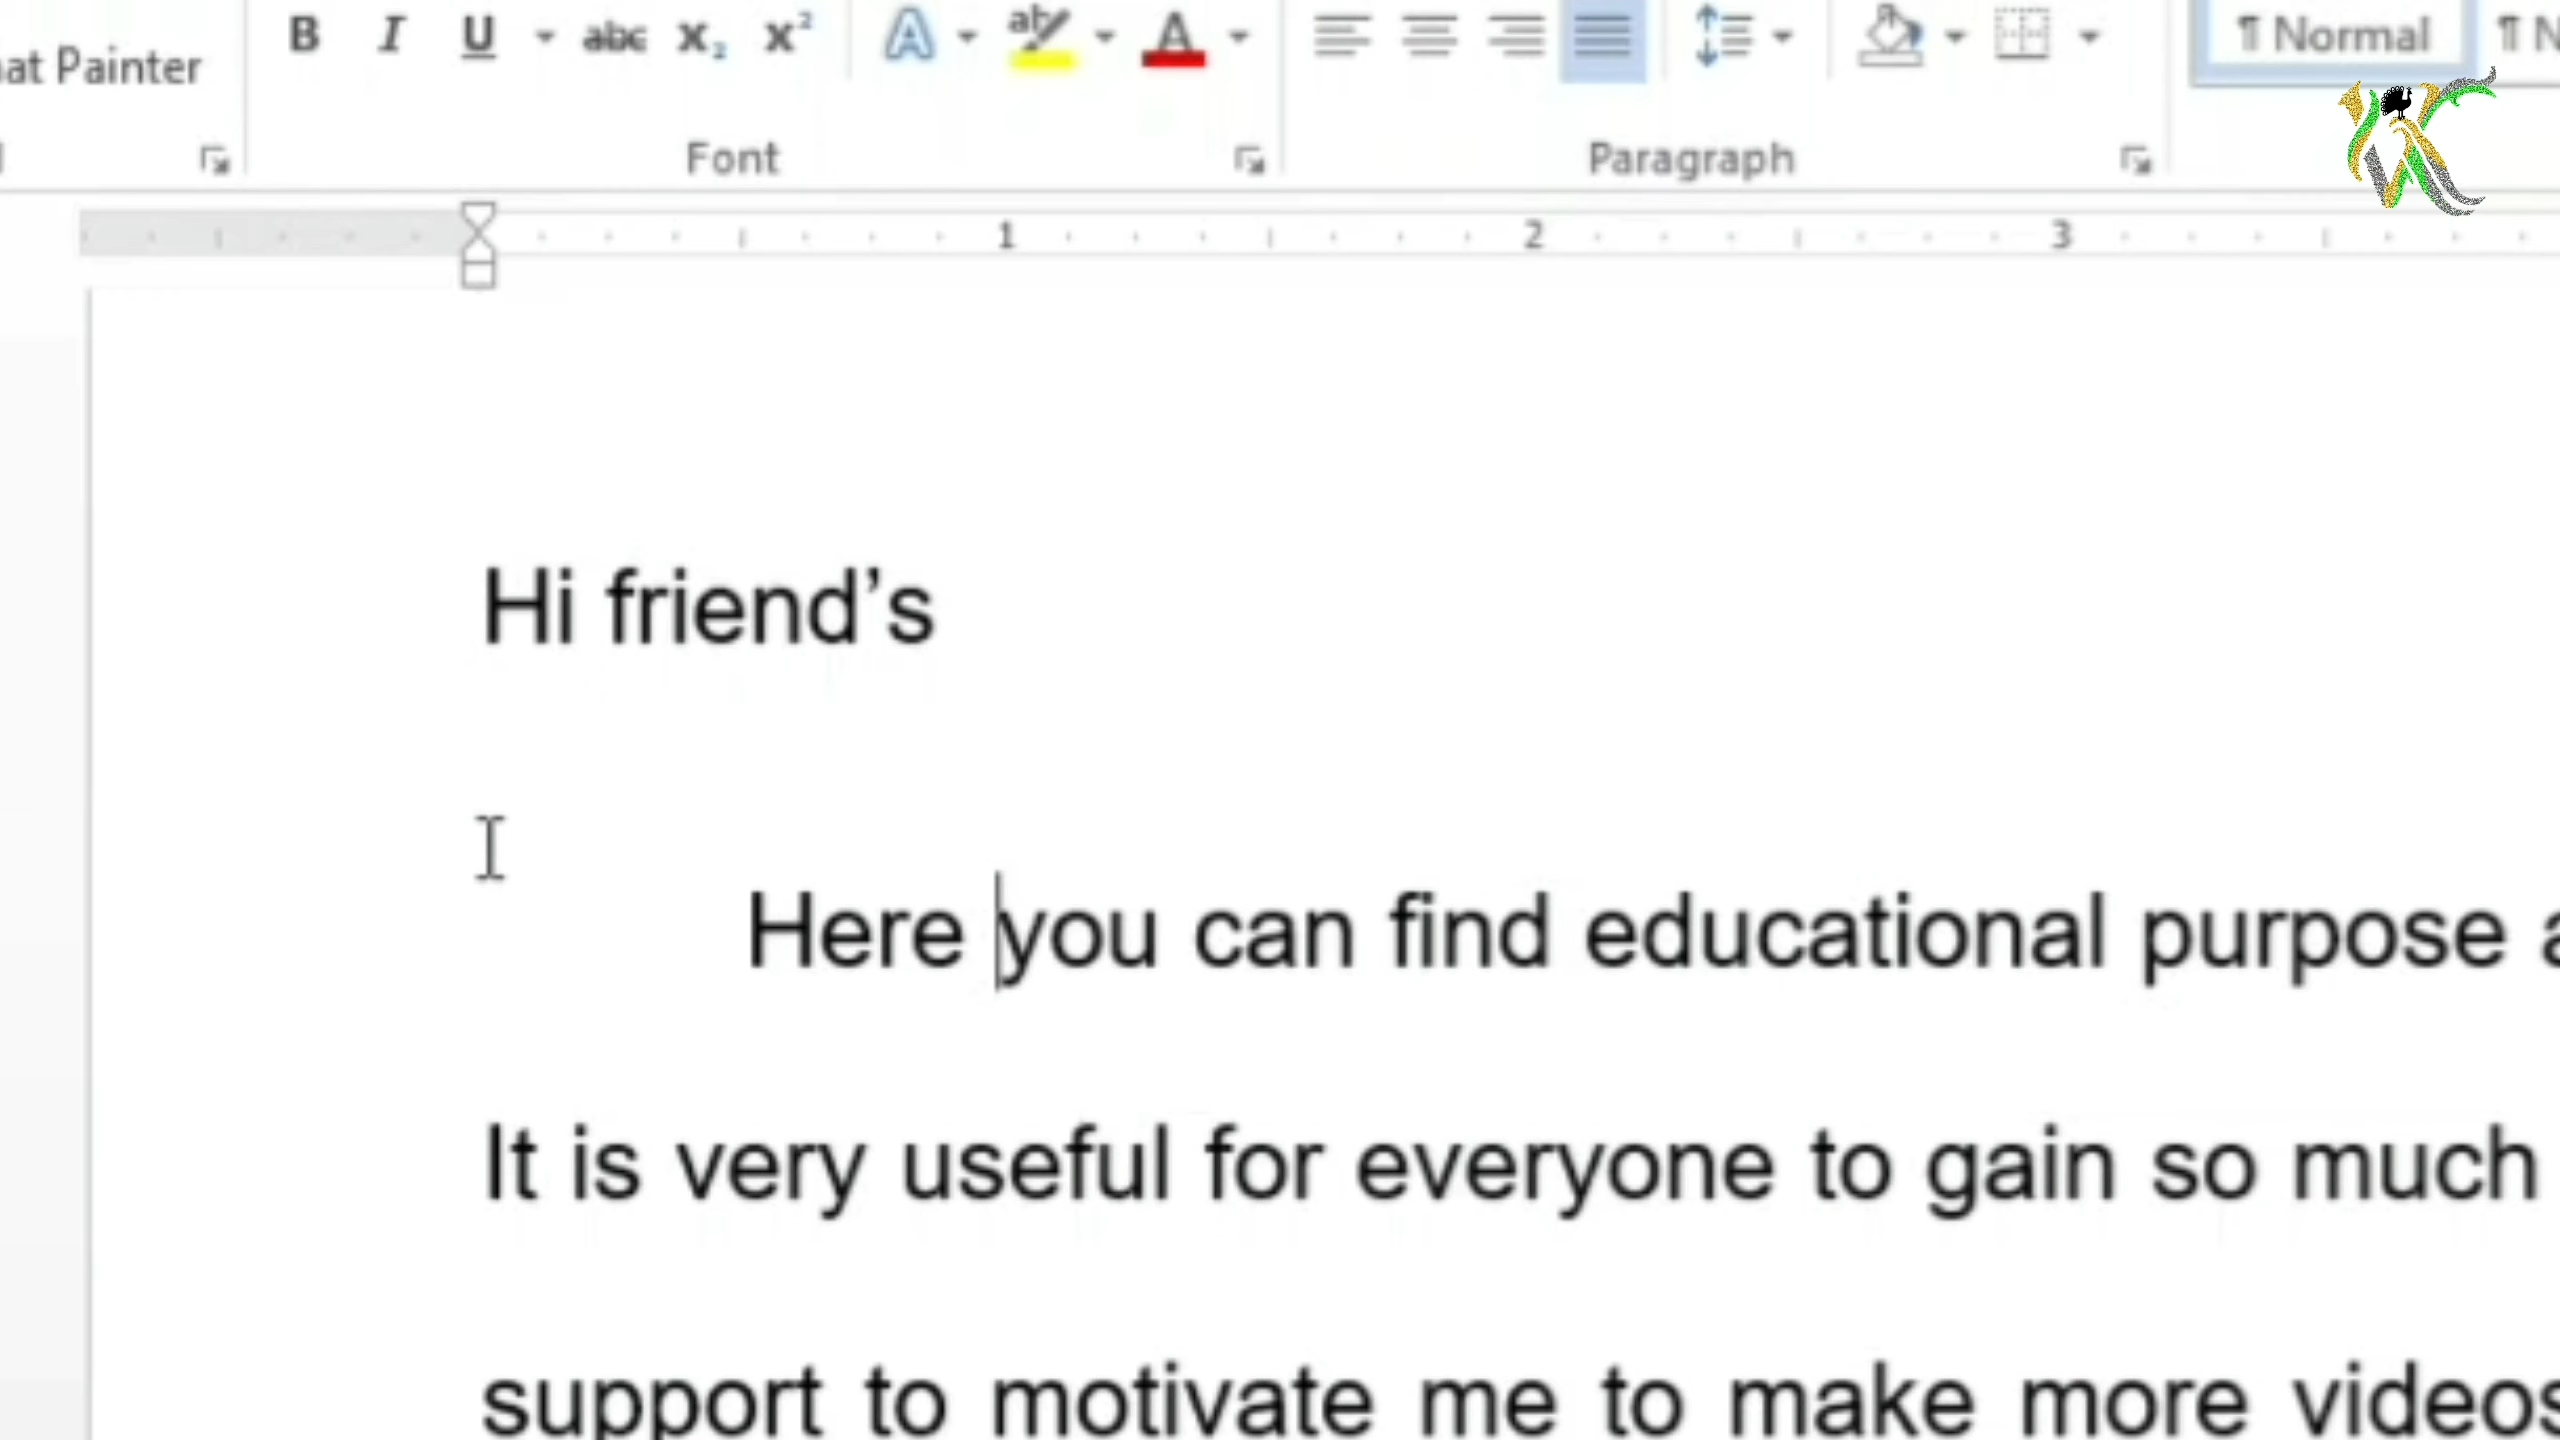 at Painter
B I U abc X₂ X² A ab A
¶ Normal ¶ N
Font
Paragraph
1 2 3
Hi friend’s
Here you can find educational purpose a
It is very useful for everyone to gain so much
support to motivate me to make more videos